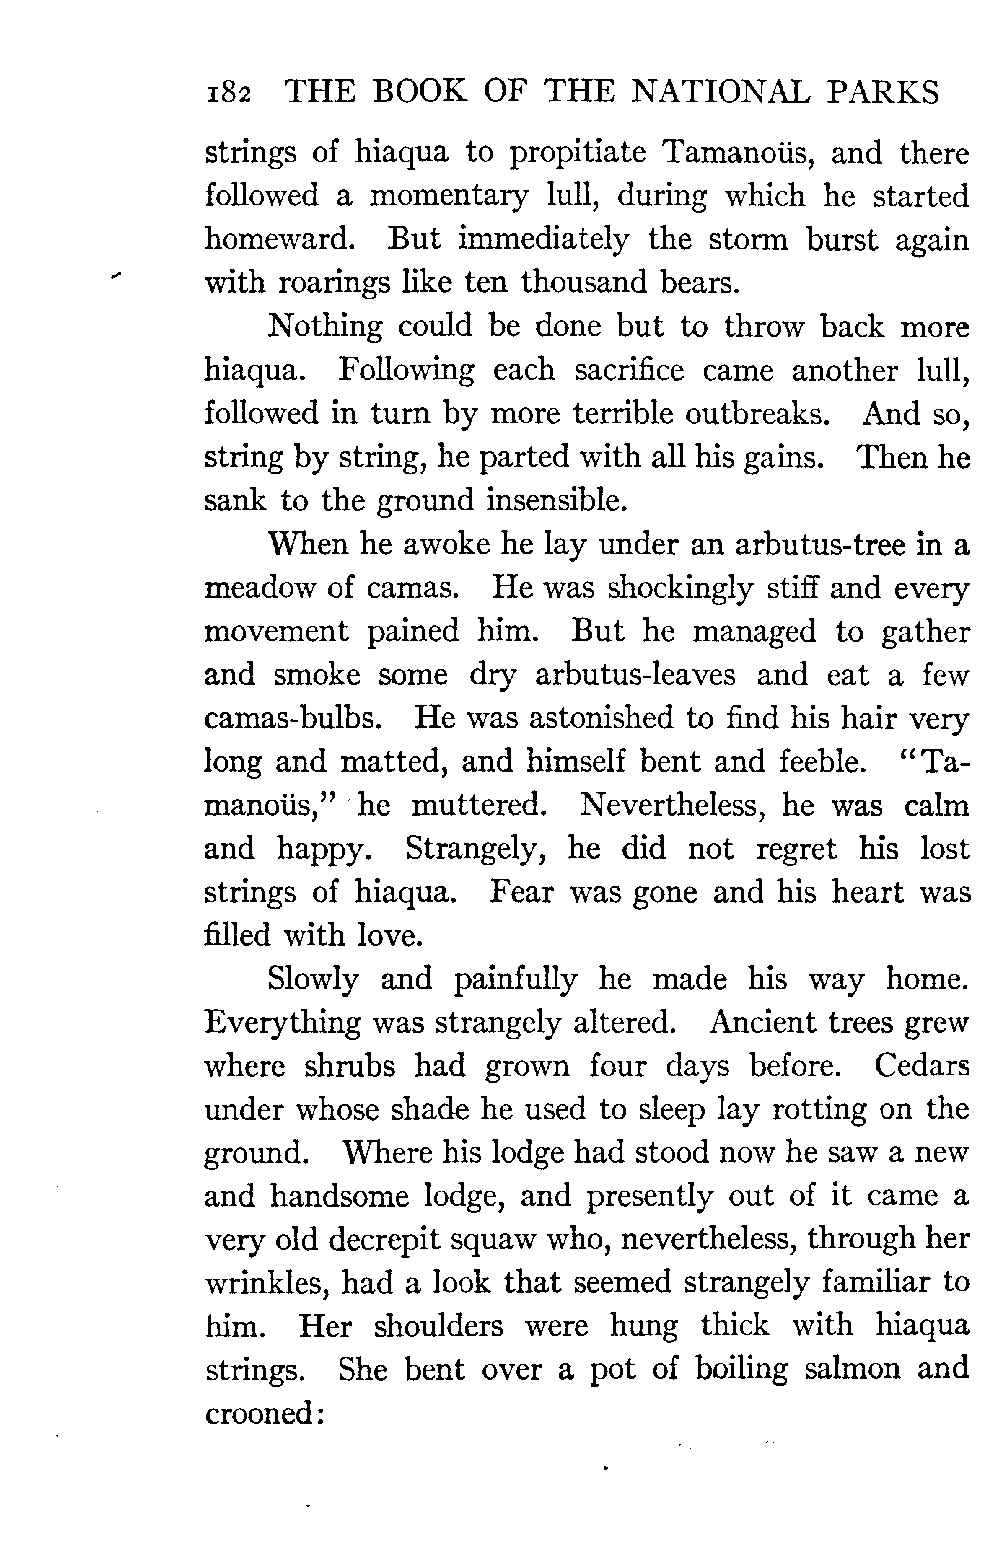 182 THE BOOK OF THE NATIONAL PARKS
strings of hiaqua to propitiate Tamanoüs, and there
followed a momentary lull, during which he started
homeward. But immediately the storm burst again
with roarings like ten thousand bears.
Nothing could be done but to throw back more
hiaqua. Following each sacrifice came another lull,
followed in turn by more terrible outbreaks. And so,
string by string, he parted with all his gains. Then he
sank to the ground insensible.
When he awoke he lay under an arbutus-tree in a
meadow of camas. He was shockingly stiff and every
movement pained him. But he managed to gather
and smoke some dry arbutus-leaves and eat a few
camas-bulbs. He was astonished to find his hair very
long and matted, and himself bent and feeble. “Ta-
manoüs,” he muttered. Nevertheless, he was calm
and happy. Strangely, he did not regret his lost
strings of hiaqua. Fear was gone and his heart was
filled with love.
Slowly and painfully he made his way home.
Everything was strangely altered. Ancient trees grew
where shrubs had grown four days before. Cedars
under whose shade he used to sleep lay rotting on the
ground. Where his lodge had stood now he saw a new
and handsome lodge, and presently out of it came a
very old decrepit squaw who, nevertheless, through her
wrinkles, had a look that seemed strangely familiar to
him. Her shoulders were hung thick with hiaqua
strings. She bent over a pot of boiling salmon and
crooned: